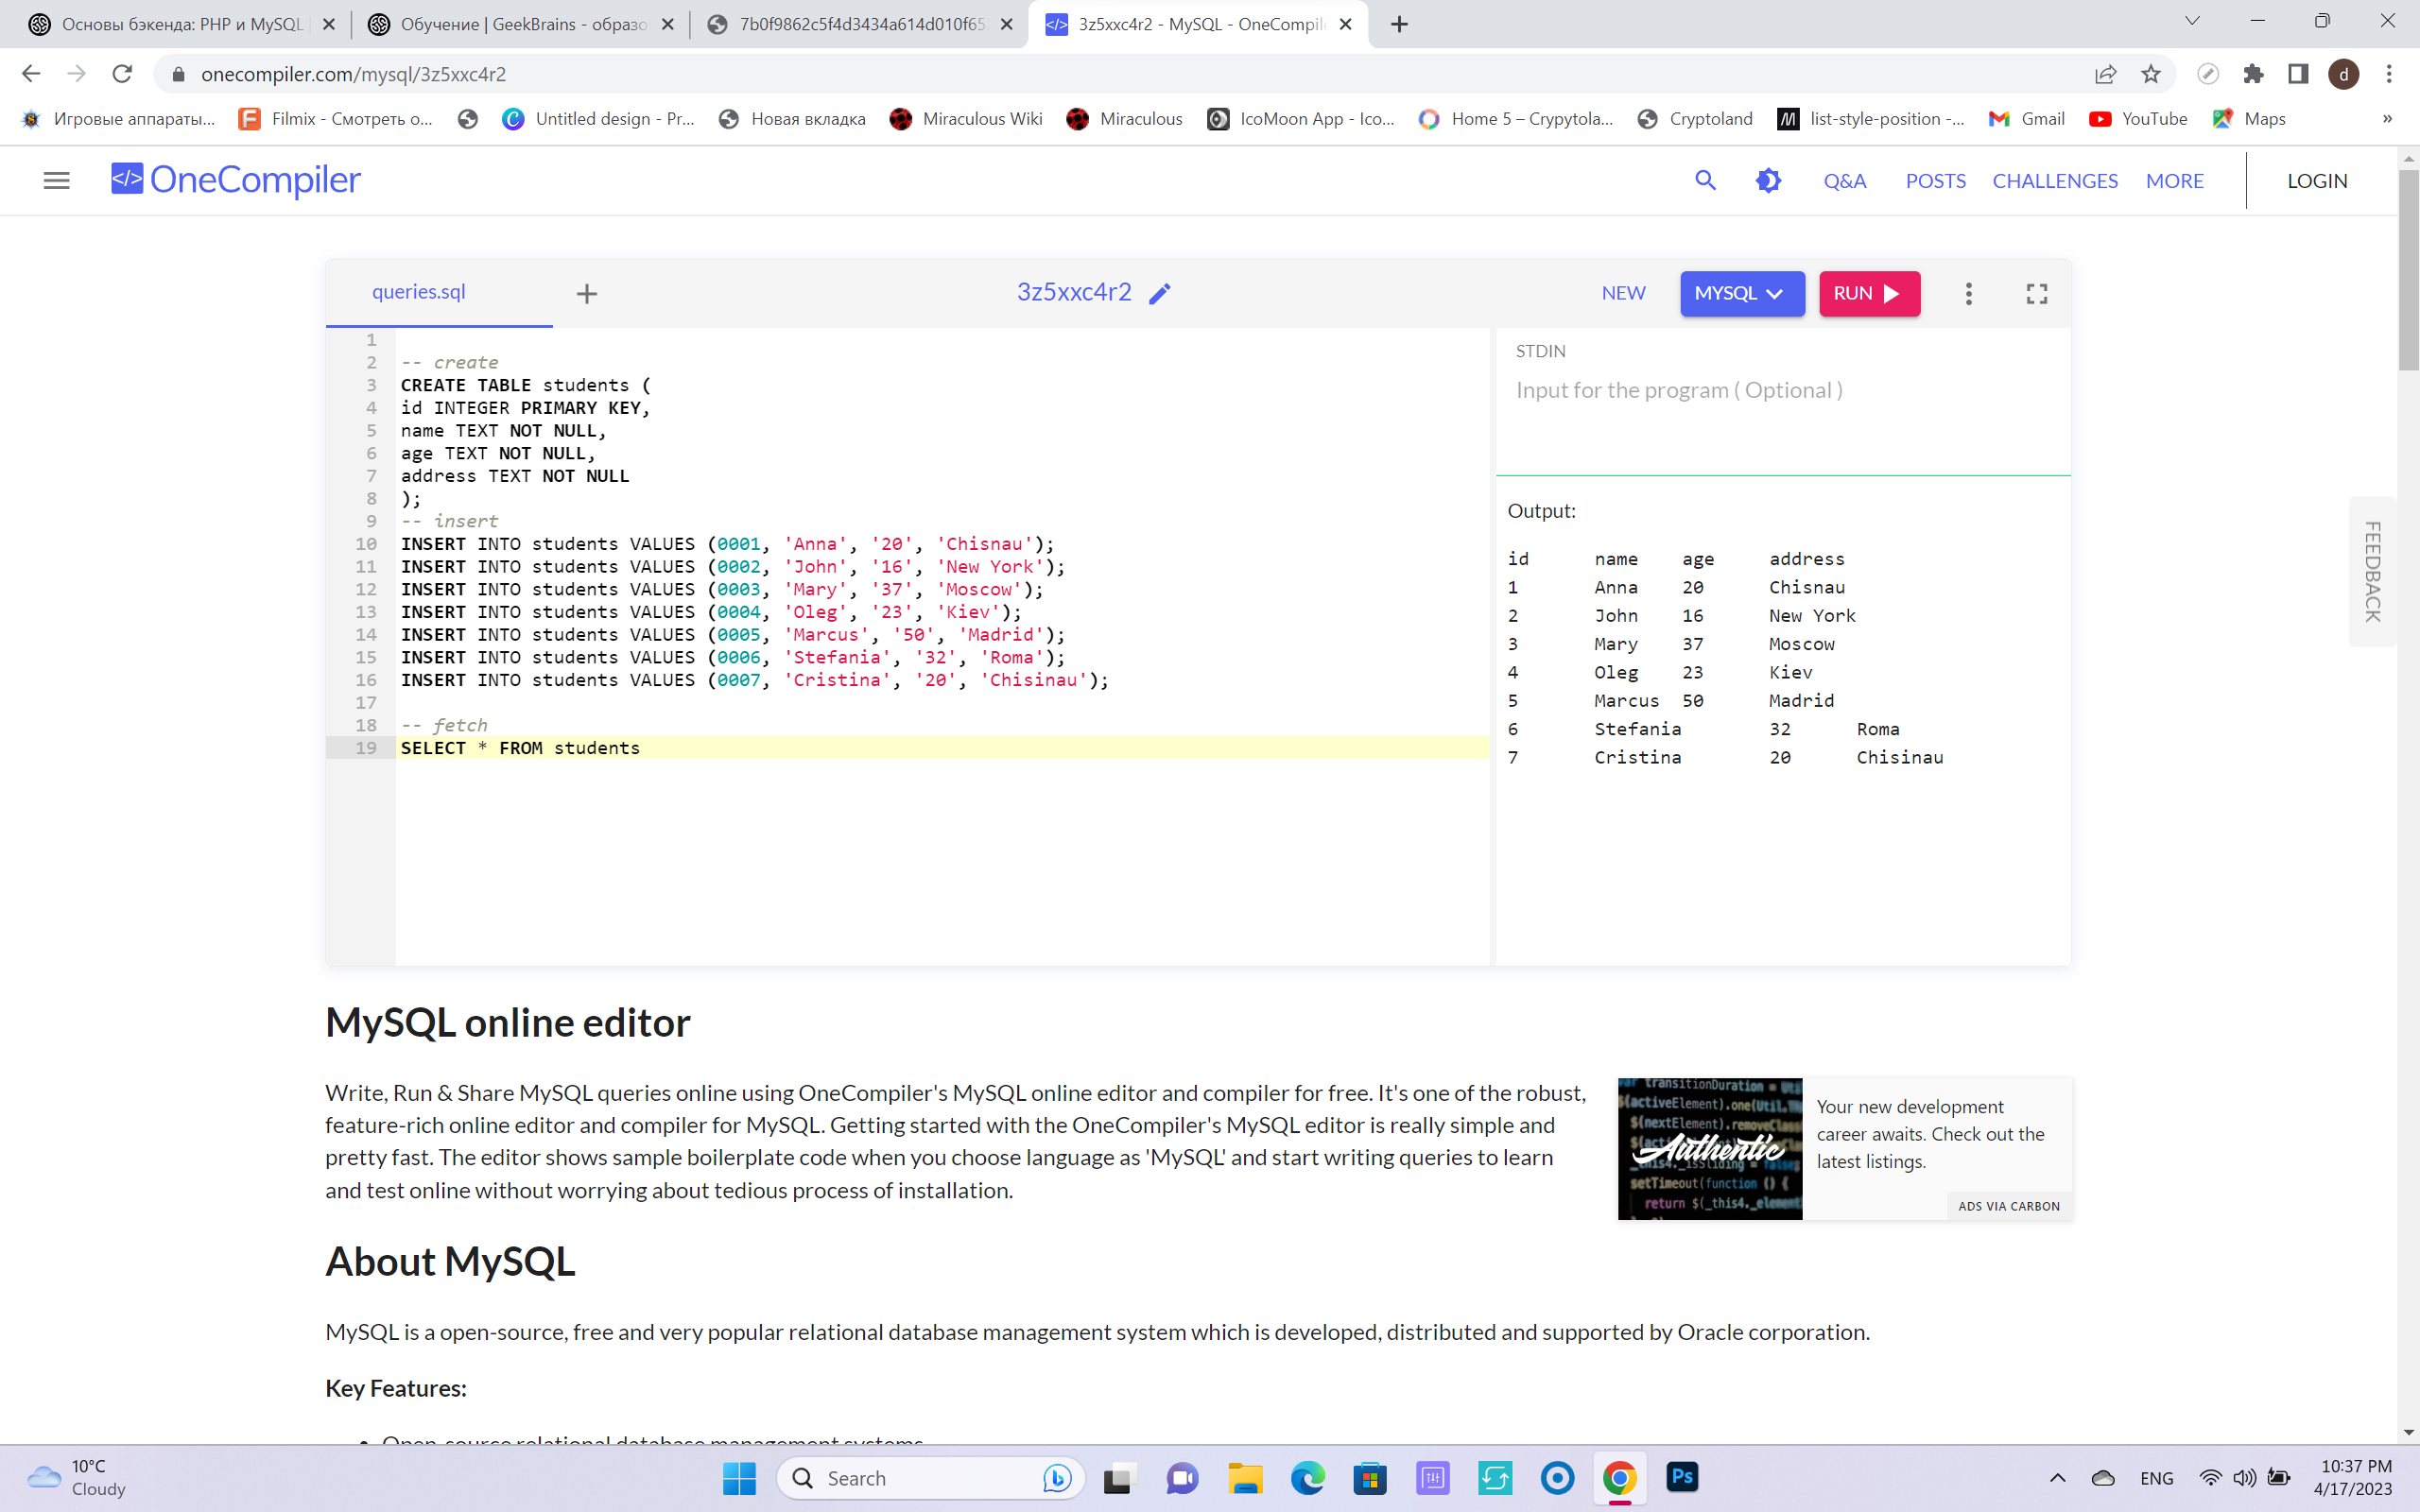 Основы бэкенда: PHP и MySQL
Обучение | GeekBrains - образо
7b0f9862c5f4d3434a614d010f65
3z5xxc4r2 - MySQL - OneCompile
onecompiler.com/mysql/3z5xxc4r2
d
Игровые аппараты...
Filmix - Смотреть о...
Untitled design - Pr...
Новая вкладка
Miraculous Wiki
Miraculous
IcoMoon App - Ico...
Home 5 – Crypytola...
Cryptoland
list-style-position -...
Gmail
YouTube
Maps
»
</> OneCompiler
Q&A
POSTS
CHALLENGES
MORE
LOGIN
queries.sql
3z5xxc4r2
NEW
MYSQL
RUN
1
2 -- create
3 CREATE TABLE students (
4 id INTEGER PRIMARY KEY,
5 name TEXT NOT NULL,
6 age TEXT NOT NULL,
7 address TEXT NOT NULL
8 );
9 -- insert
10 INSERT INTO students VALUES (0001, 'Anna', '20', 'Chisnau');
11 INSERT INTO students VALUES (0002, 'John', '16', 'New York');
12 INSERT INTO students VALUES (0003, 'Mary', '37', 'Moscow');
13 INSERT INTO students VALUES (0004, 'Oleg', '23', 'Kiev');
14 INSERT INTO students VALUES (0005, 'Marcus', '50', 'Madrid');
15 INSERT INTO students VALUES (0006, 'Stefania', '32', 'Roma');
16 INSERT INTO students VALUES (0007, 'Cristina', '20', 'Chisinau');
17
18 -- fetch
19 SELECT * FROM students
STDIN
Input for the program ( Optional )
Output:
id name age address
1 Anna 20 Chisnau
2 John 16 New York
3 Mary 37 Moscow
4 Oleg 23 Kiev
5 Marcus 50 Madrid
6 Stefania 32 Roma
7 Cristina 20 Chisinau
FEEDBACK
MySQL online editor
Write, Run & Share MySQL queries online using OneCompiler's MySQL online editor and compiler for free. It's one of the robust,
feature-rich online editor and compiler for MySQL. Getting started with the OneCompiler's MySQL editor is really simple and
pretty fast. The editor shows sample boilerplate code when you choose language as 'MySQL' and start writing queries to learn
and test online without worrying about tedious process of installation.
var transitionDuration =
$(activeElement).one(Util.
$(nextElement).removeClass
Authentic
setTimeout(function () {
return $(_this4._element
Your new development
career awaits. Check out the
latest listings.
ADS VIA CARBON
About MySQL
MySQL is a open-source, free and very popular relational database management system which is developed, distributed and supported by Oracle corporation.
Key Features:
Open-source relational database management systems
10°C
Cloudy
Search
Ps
ENG
10:37 PM
4/17/2023